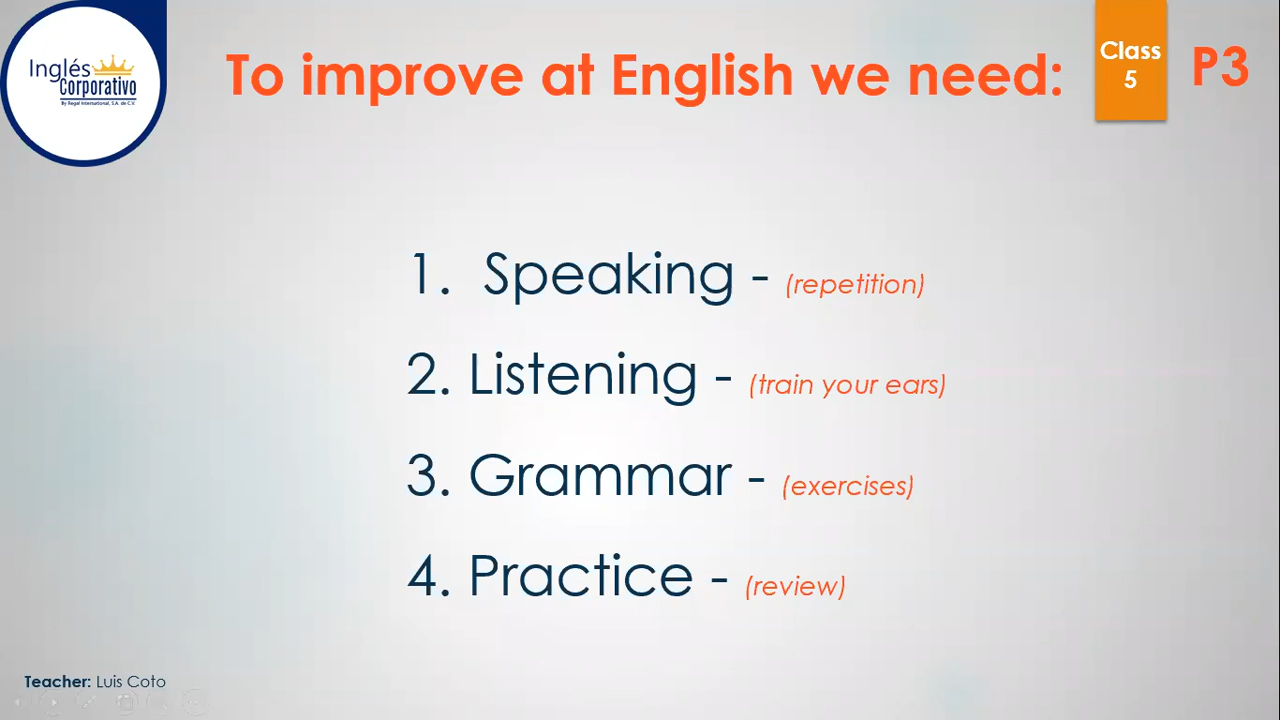 Inglés
Corporativo
By Regal International, S.A. de C.V.
To improve at English we need:
Class
5
P3
1. Speaking - (repetition)
2. Listening - (train your ears)
3. Grammar - (exercises)
4. Practice - (review)
Teacher: Luis Coto